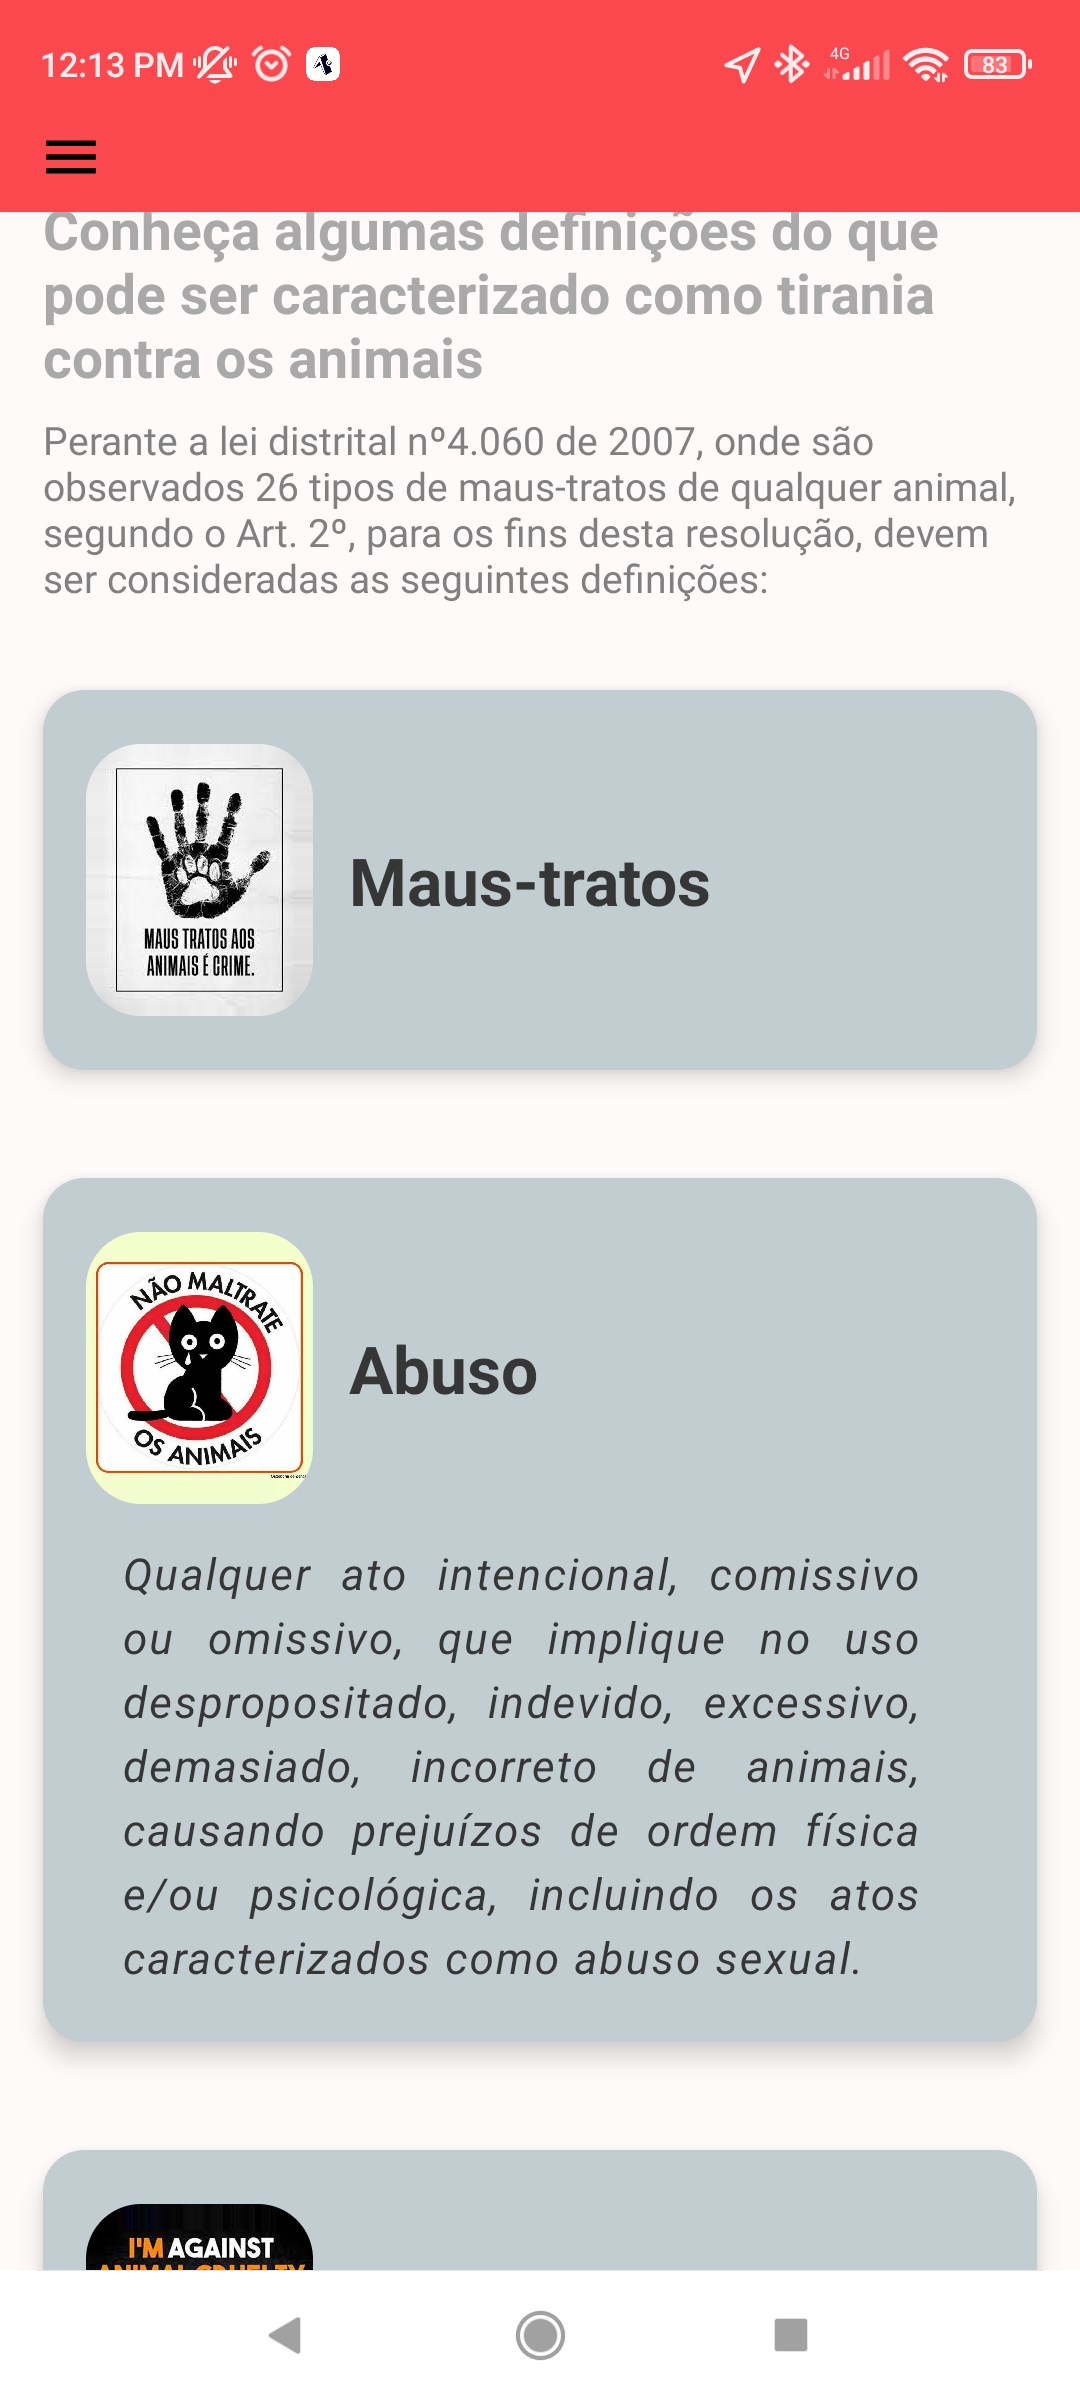 12:13 PM
4G
83
Conheça algumas definições do que
pode ser caracterizado como tirania
contra os animais
Perante a lei distrital nº4.060 de 2007, onde são
observados 26 tipos de maus-tratos de qualquer animal,
segundo o Art. 2º, para os fins desta resolução, devem
ser consideradas as seguintes definições:
MAUS TRATOS AOS
ANIMAIS É CRIME.
Maus-tratos
NÃO MALTRATE
OS ANIMAIS
Abuso
Qualquer ato intencional, comissivo
ou omissivo, que implique no uso
despropositado, indevido, excessivo,
demasiado, incorreto de animais,
causando prejuízos de ordem física
e/ou psicológica, incluindo os atos
caracterizados como abuso sexual.
I'M AGAINST
ANIMAL CRUELTY